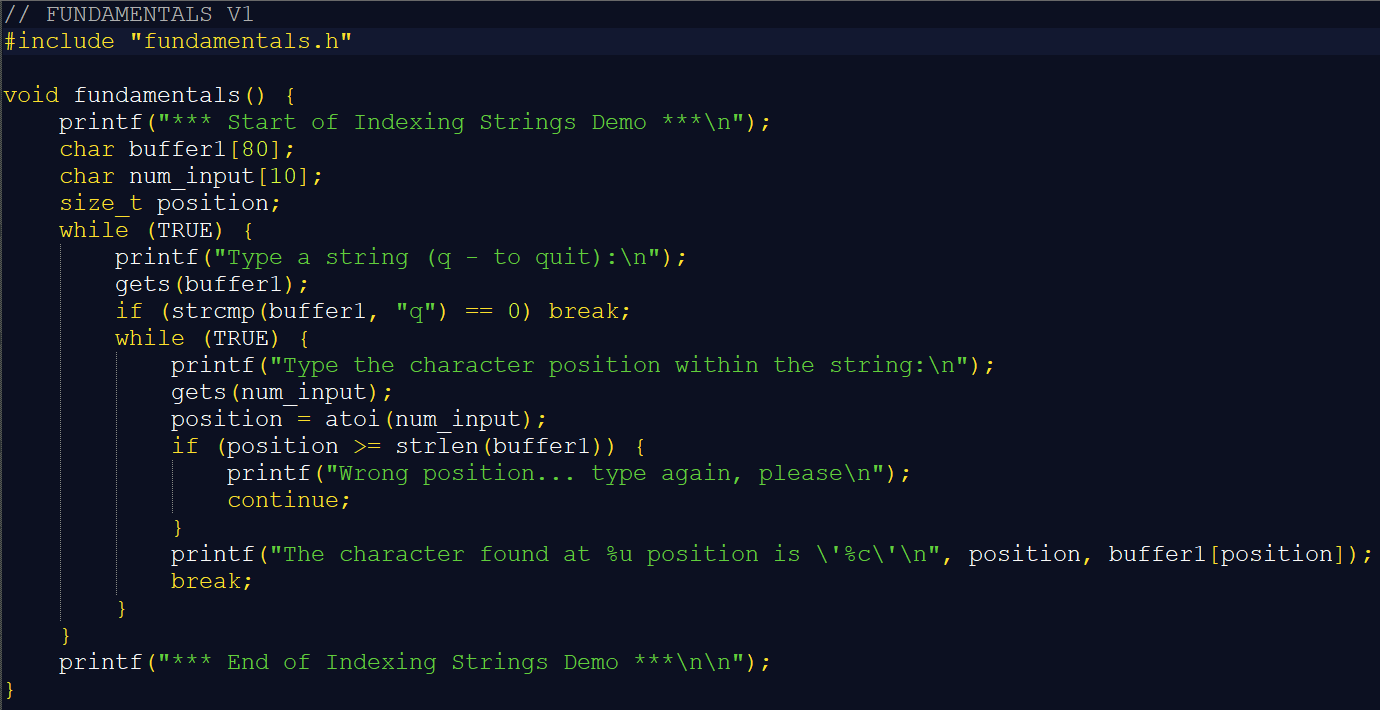 // FUNDAMENTALS V1
#include "fundamentals.h"

void fundamentals() {
    printf("*** Start of Indexing Strings Demo ***\n");
    char buffer1[80];
    char num_input[10];
    size_t position;
    while (TRUE) {
        printf("Type a string (q - to quit):\n");
        gets(buffer1);
        if (strcmp(buffer1, "q") == 0) break;
        while (TRUE) {
            printf("Type the character position within the string:\n");
            gets(num_input);
            position = atoi(num_input);
            if (position >= strlen(buffer1)) {
                printf("Wrong position... type again, please\n");
                continue;
            }
            printf("The character found at %u position is \'%c\'\n", position, buffer1[position]);
            break;
        }
    }
    printf("*** End of Indexing Strings Demo ***\n\n");
}